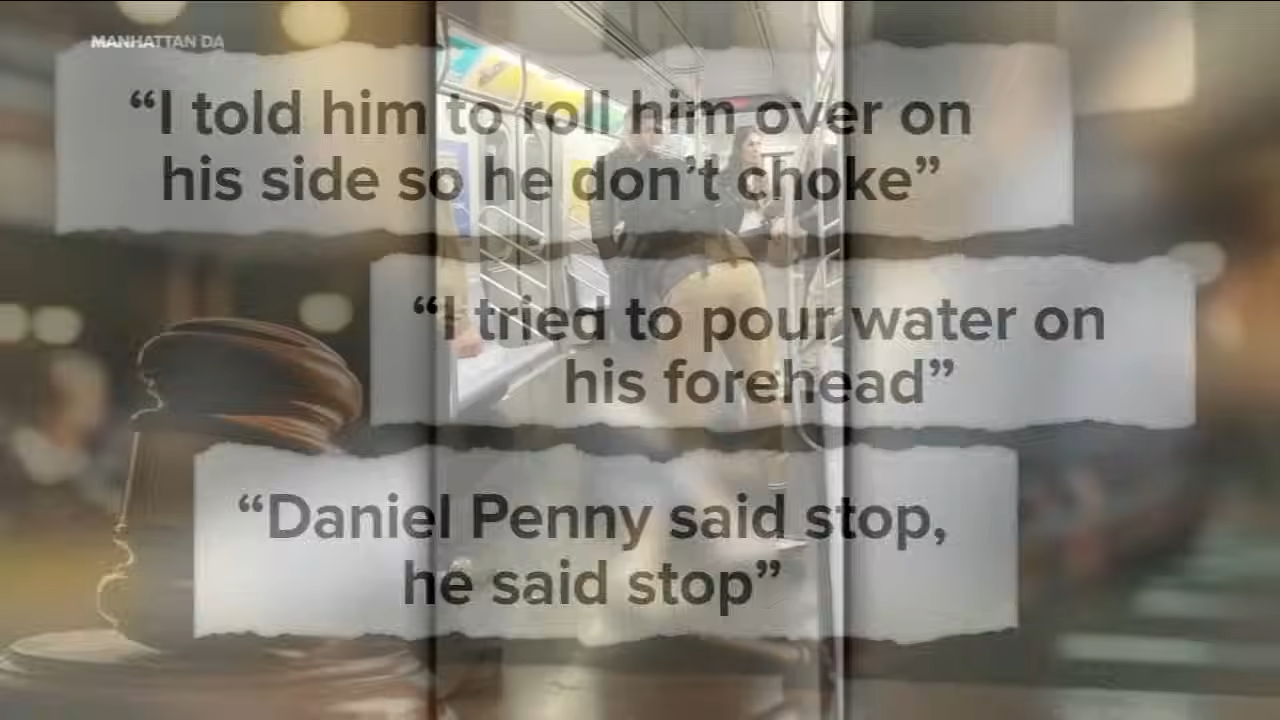 MANHATTAN DA
“I told him to roll him over on
his side so he don’t choke”
“I tried to pour water on
his forehead”
“Daniel Penny said stop,
he said stop”